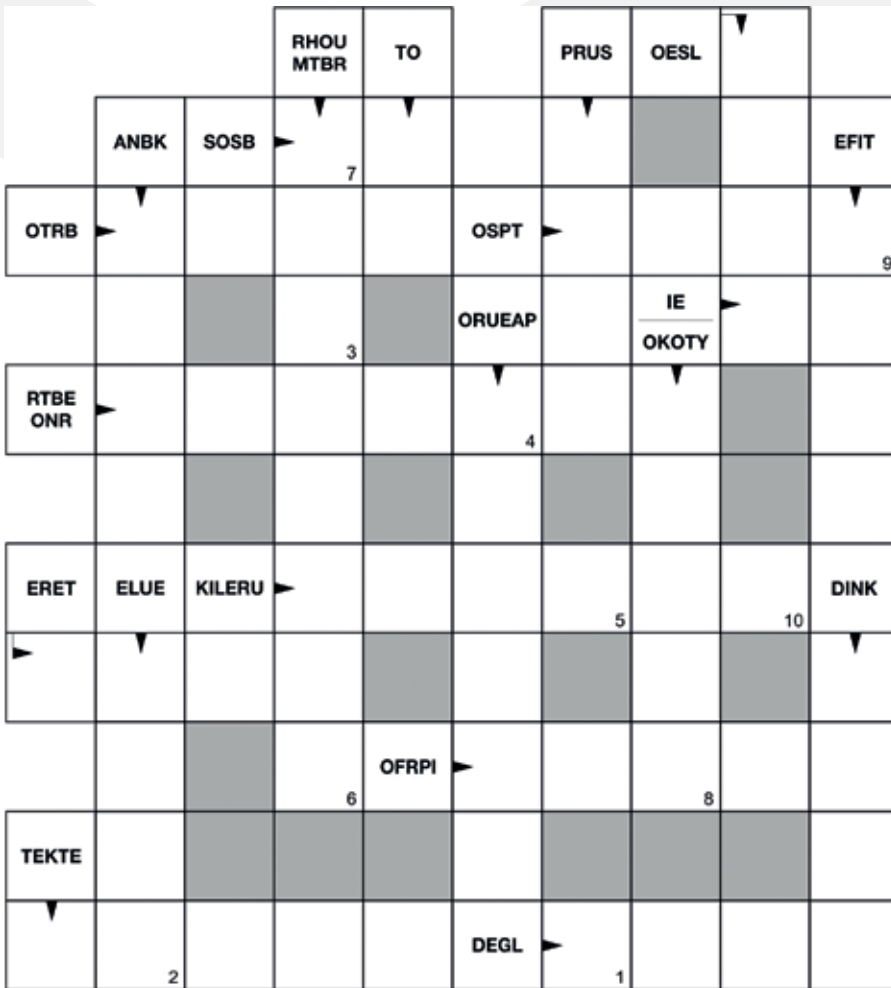 RHOU
MTBR
TO
PRUS
OESL
ANBK
SOSB
7
EFIT
OTRB
OSPT
9
3
ORUEAP
IE
OKOTY
RTBE
ONR
4
ERET
ELUE
KILERU
5
10
DINK
6
OFRPI
8
TEKTE
2
DEGL
1